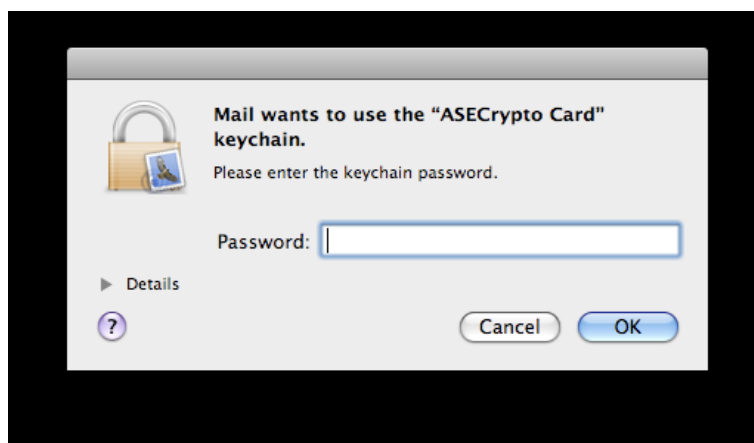 Mail wants to use the “ASECrypto Card"
keychain.
Please enter the keychain password.
Password:
Details
?
Cancel
OK